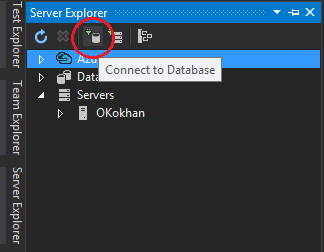 Server Explorer
Test Explorer
Team Explorer
Server Explorer
Connect to Database
Servers
OKokhan